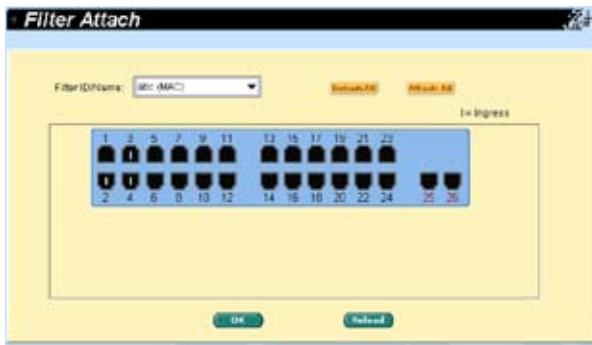 Filter Attach
Filter ID/Name: abc (MAC)
Detach All Attach All
I= Ingress
1 3 5 7 9 11 13 15 17 19 21 23
I
I I
2 4 6 8 10 12 14 16 18 20 22 24 25 26
OK Reload